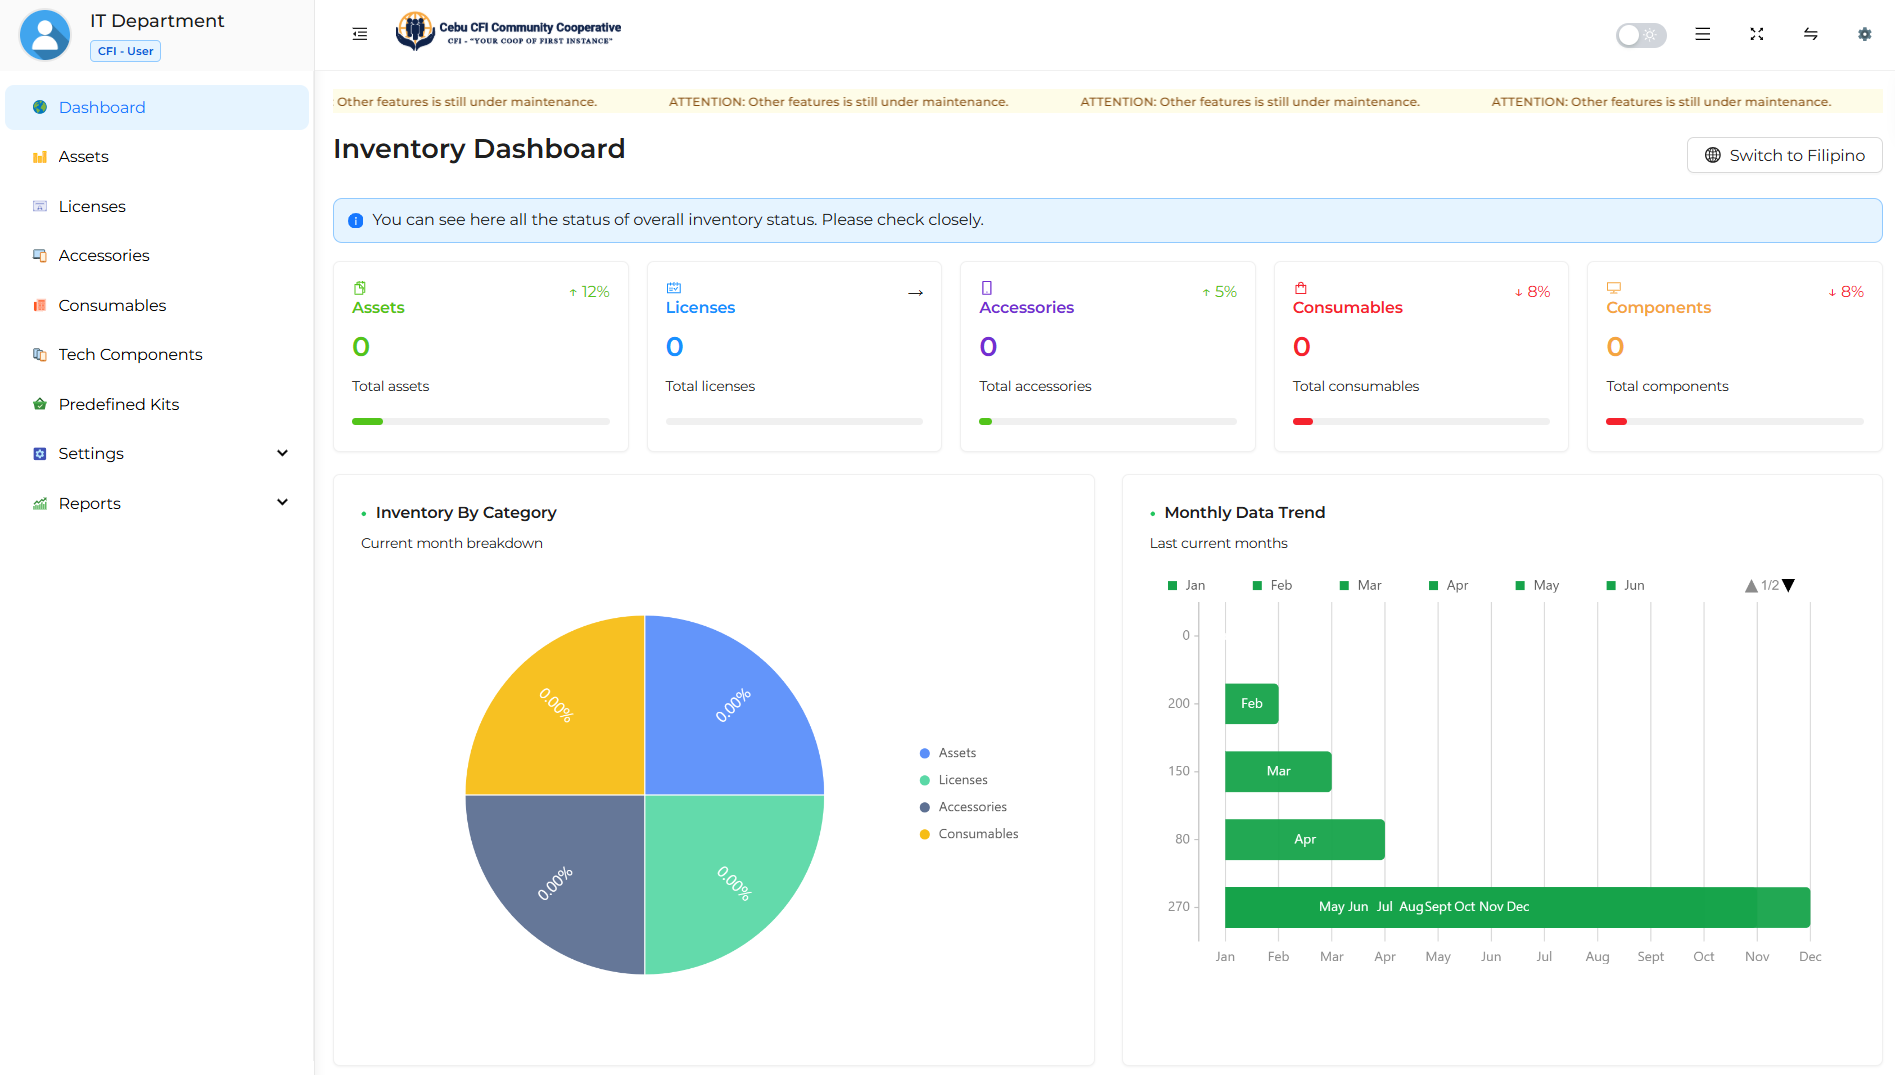 IT Department
CFI - User
Dashboard
Assets
Licenses
Accessories
Consumables
Tech Components
Predefined Kits
Settings
Reports
Cebu CFI Community Cooperative
CFI - "YOUR COOP OF FIRST INSTANCE"
: Other features is still under maintenance. ATTENTION: Other features is still under maintenance. ATTENTION: Other features is still under maintenance. ATTENTION: Other features is still under maintenance.
Inventory Dashboard
Switch to Filipino
You can see here all the status of overall inventory status. Please check closely.
Assets
↑ 12%
0
Total assets
Licenses
→
0
Total licenses
Accessories
↑ 5%
0
Total accessories
Consumables
↓ 8%
0
Total consumables
Components
↓ 8%
0
Total components
Inventory By Category
Current month breakdown
0.00%
0.00%
0.00%
0.00%
Assets
Licenses
Accessories
Consumables
Monthly Data Trend
Last current months
Jan Feb Mar Apr May Jun 1/2
0
200 Feb
150 Mar
80 Apr
270 May Jun Jul Aug Sept Oct Nov Dec
Jan Feb Mar Apr May Jun Jul Aug Sept Oct Nov Dec